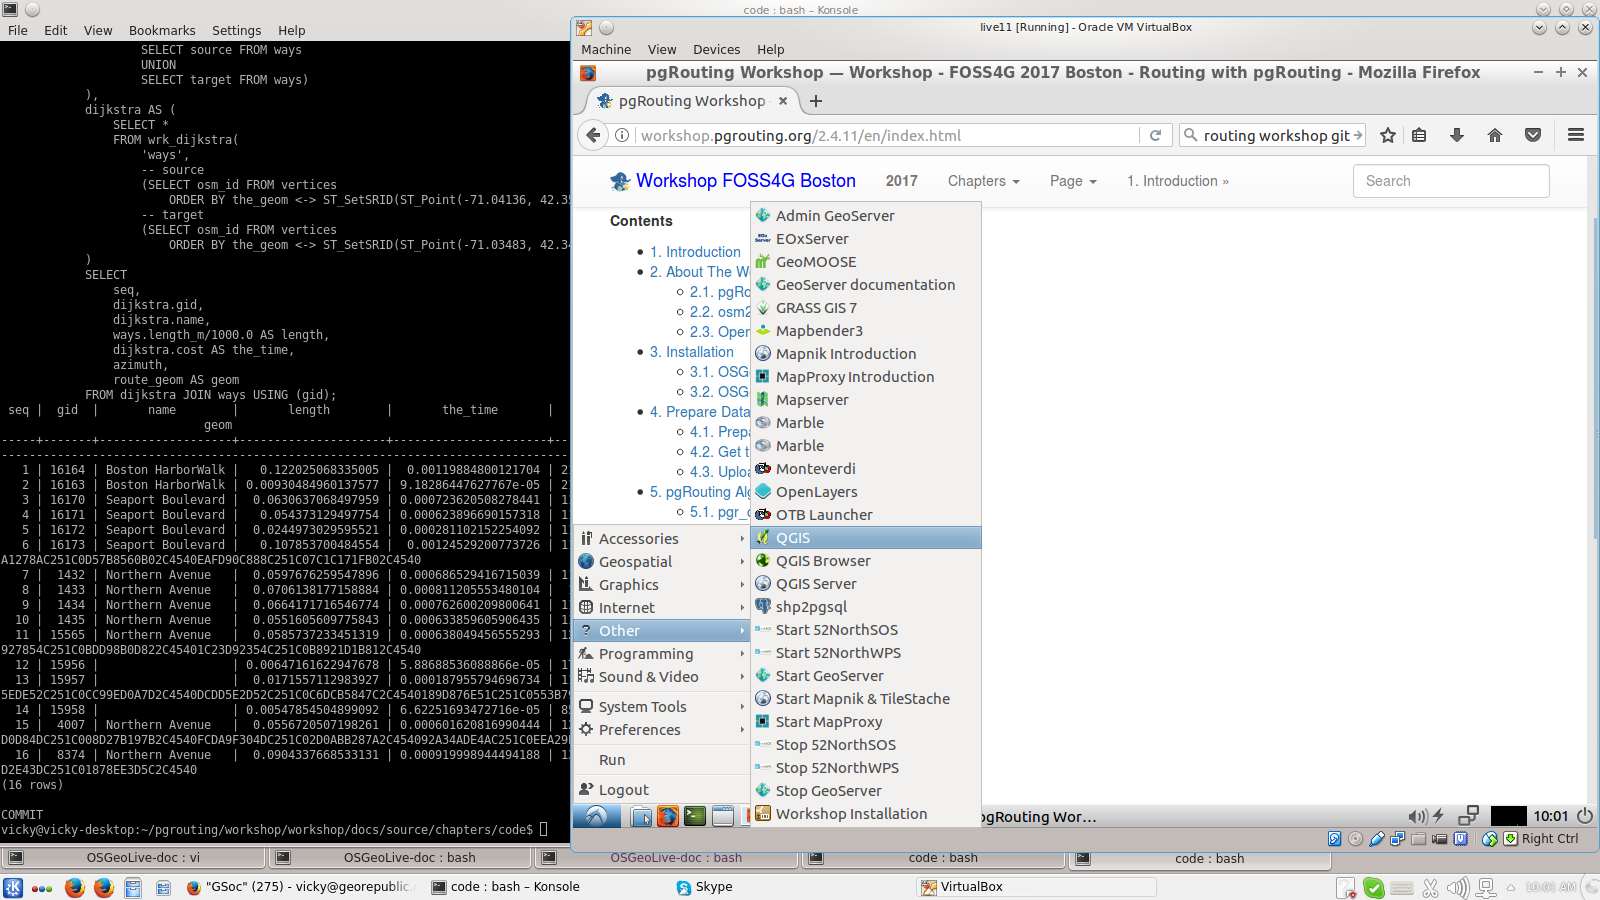 code : bash – Konsole
File Edit View Bookmarks Settings Help
SELECT source FROM ways
UNION
SELECT target FROM ways)
),
dijkstra AS (
SELECT *
FROM wrk_dijkstra(
'ways',
-- source
(SELECT osm_id FROM vertices
ORDER BY the_geom <-> ST_SetSRID(ST_Point(-71.04136, 42.35
-- target
(SELECT osm_id FROM vertices
ORDER BY the_geom <-> ST_SetSRID(ST_Point(-71.03483, 42.34
)
SELECT
seq,
dijkstra.gid,
dijkstra.name,
ways.length_m/1000.0 AS length,
dijkstra.cost AS the_time,
azimuth,
route_geom AS geom
FROM dijkstra JOIN ways USING (gid);
seq | gid | name | length | the_time |
geom
-----+-------+--------------------+---------------------+----------------------+--
1 | 16164 | Boston HarborWalk | 0.122025068335005 | 0.00119884800121704 | 2
2 | 16163 | Boston HarborWalk | 0.00930484960137577 | 9.18286447627767e-05 | 2
3 | 16170 | Seaport Boulevard | 0.0630637068497959 | 0.000723620508278441 | 1
4 | 16171 | Seaport Boulevard | 0.054373129497754 | 0.000623896690157318 | 1
5 | 16172 | Seaport Boulevard | 0.0244973029595521 | 0.000281102152254092 | 1
6 | 16173 | Seaport Boulevard | 0.107853700484554 | 0.00124529200773726 | 1
A1278AC251C0D57B8560B02C4540EAFD90C888C251C07C1C171FB02C4540
7 | 1432 | Northern Avenue | 0.0597676259547896 | 0.000686529416715039 | 1
8 | 1433 | Northern Avenue | 0.0706138177158884 | 0.000811205553480104 |
9 | 1434 | Northern Avenue | 0.0664171716546774 | 0.000762600209800641 | 1
10 | 1435 | Northern Avenue | 0.0551605609775843 | 0.000633859605906435 | 1
11 | 15565 | Northern Avenue | 0.0585737233451319 | 0.000638049456555293 | 1
927854C251C0BDD98B0D822C45401C23D92354C251C0B8921D1B812C4540
12 | 15956 | | 0.00647161622947678 | 5.88688536088866e-05 | 1
13 | 15957 | | 0.0171557112983927 | 0.000187955794696734 | 
5EDE52C251C0CC99ED0A7D2C4540DCDD5E2D52C251C0C6DCB5847C2C4540189D876E51C251C0553B79
14 | 15958 | | 0.00547854504899092 | 6.62251693472716e-05 | 8
15 | 4007 | Northern Avenue | 0.0556720507198261 | 0.000601620816990444 | 1
D0D84DC251C008D27B197B2C4540FCDA9F304DC251C02D0ABB287A2C454092A34ADE4AC251C0EEA29
16 | 8374 | Northern Avenue | 0.0904337668533131 | 0.000919998944494188 | 1
D2E43DC251C01878EE3D5C2C4540
(16 rows)
COMMIT
vicky@vicky-desktop:~/pgrouting/workshop/workshop/docs/source/chapters/code$
live11 [Running] - Oracle VM VirtualBox
Machine View Devices Help
pgRouting Workshop — Workshop - FOSS4G 2017 Boston - Routing with pgRouting - Mozilla Firefox
pgRouting Workshop
workshop.pgrouting.org/2.4.11/en/index.html
routing workshop git
Workshop FOSS4G Boston 2017 Chapters Page 1. Introduction » Search
Contents
1. Introduction
2. About The W
2.1. pgRo
2.2. osm2
2.3. Oper
3. Installation
3.1. OSG
3.2. OSG
4. Prepare Data
4.1. Prepa
4.2. Get t
4.3. Uploa
5. pgRouting Alg
5.1. pgr_
Accessories
Geospatial
Graphics
Internet
Other
Programming
Sound & Video
System Tools
Preferences
Run
Logout
Admin GeoServer
EOxServer
GeoMOOSE
GeoServer documentation
GRASS GIS 7
Mapbender3
Mapnik Introduction
MapProxy Introduction
Mapserver
Marble
Marble
Monteverdi
OpenLayers
OTB Launcher
QGIS
QGIS Browser
QGIS Server
shp2pgsql
Start 52NorthSOS
Start 52NorthWPS
Start GeoServer
Start Mapnik & TileStache
Start MapProxy
Stop 52NorthSOS
Stop 52NorthWPS
Stop GeoServer
Workshop Installation
pgRouting Wor...
10:01
Right Ctrl
OSGeoLive-doc : vi
OSGeoLive-doc : bash
OSGeoLive-doc : bash
code : bash
code : bash
"GSoc" (275) - vicky@georepublic.
code : bash – Konsole
Skype
VirtualBox
10:01 AM